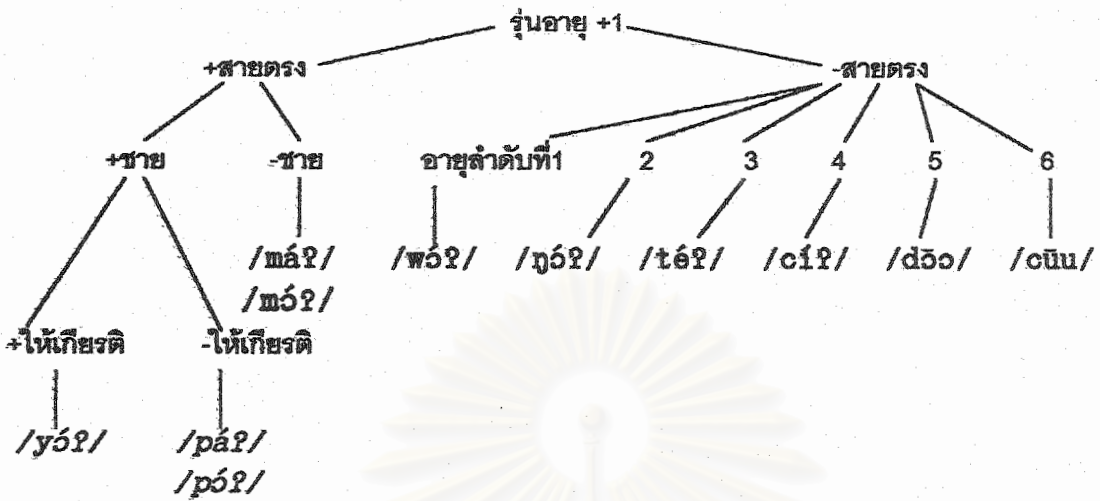 รุ่นอายุ +1
+สายตรง -สายตรง
+ชาย -ชาย อายุลำดับที่1 2 3 4 5 6
/máʔ/ /wɔ́ʔ/ /ŋɔ́ʔ/ /téʔ/ /cíʔ/ /dɔ̄ɔ/ /cūu/
/mɔ́ʔ/
+ให้เกียรติ -ให้เกียรติ
/yɔ́ʔ/ /páʔ/
/pɔ́ʔ/